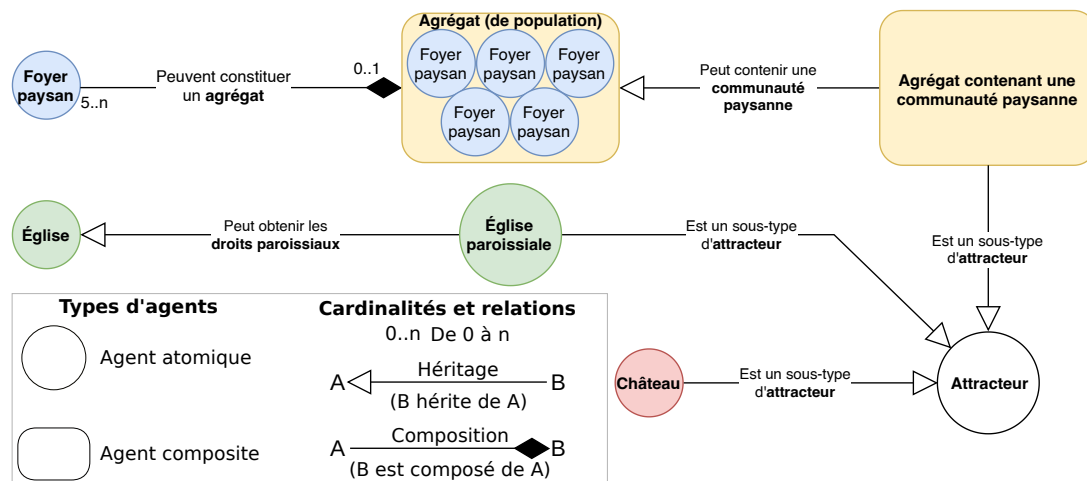 Foyer
paysan
5..n
Peuvent constituer
un agrégat
0..1
Agrégat (de population)
Foyer
paysan
Foyer
paysan
Foyer
paysan
Foyer
paysan
Foyer
paysan
Peut contenir une
communauté
paysanne
Agrégat contenant une
communauté paysanne
Église
Peut obtenir les
droits paroissiaux
Église
paroissiale
Est un sous-type
d'attracteur
Est un sous-type
d'attracteur
Types d'agents
Agent atomique
Agent composite
Cardinalités et relations
0..n De 0 à n
A Héritage B
(B hérite de A)
A Composition B
(B est composé de A)
Château
Est un sous-type
d'attracteur
Attracteur